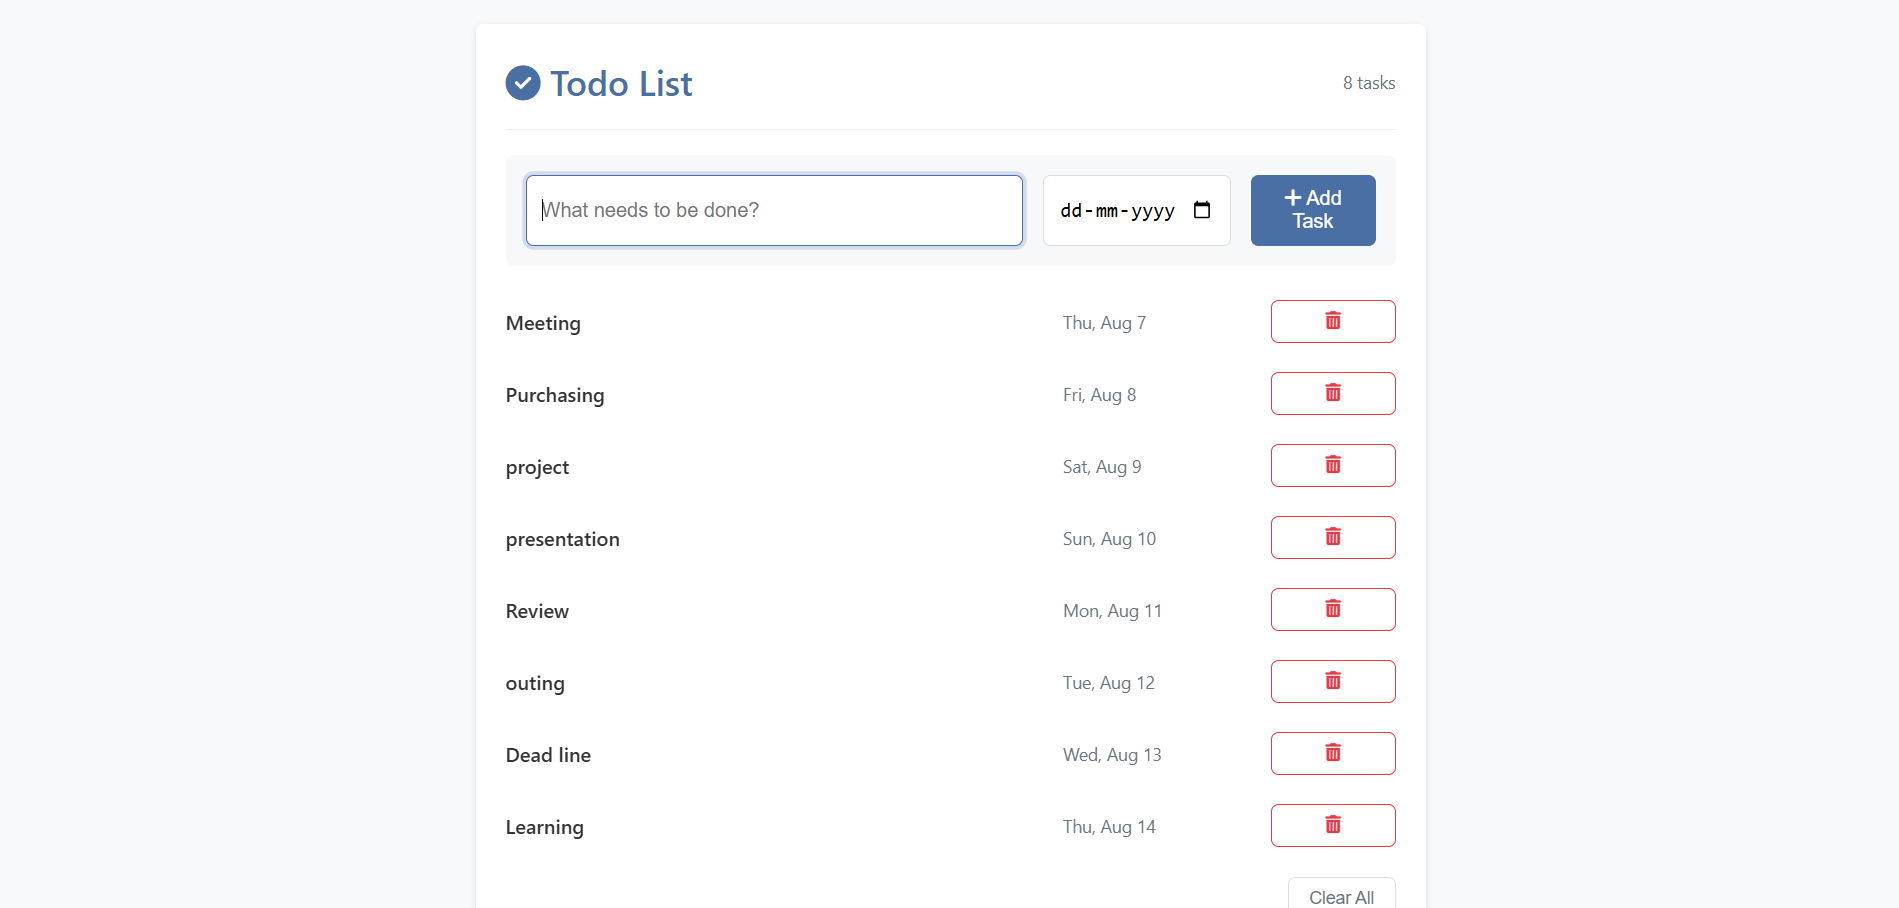 Todo List
8 tasks
What needs to be done?
dd-mm-yyyy
Add
Task
Meeting
Thu, Aug 7
Purchasing
Fri, Aug 8
project
Sat, Aug 9
presentation
Sun, Aug 10
Review
Mon, Aug 11
outing
Tue, Aug 12
Dead line
Wed, Aug 13
Learning
Thu, Aug 14
Clear All